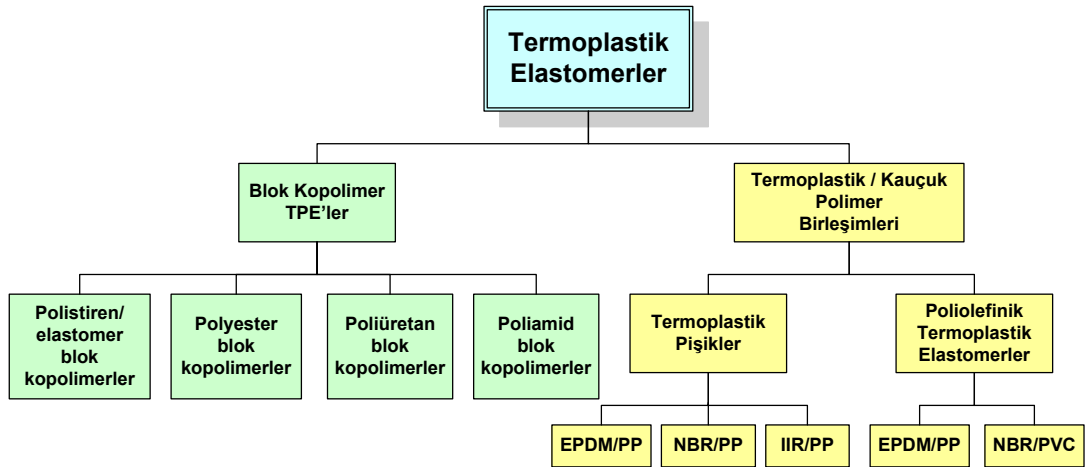 Termoplastik
Elastomerler
Blok Kopolimer
TPE’ler
Termoplastik / Kauçuk
Polimer
Birleşimleri
Polistiren/
elastomer
blok
kopolimerler
Polyester
blok
kopolimerler
Poliüretan
blok
kopolimerler
Poliamid
blok
kopolimerler
Termoplastik
Pişikler
Poliolefinik
Termoplastik
Elastomerler
EPDM/PP
NBR/PP
IIR/PP
EPDM/PP
NBR/PVC